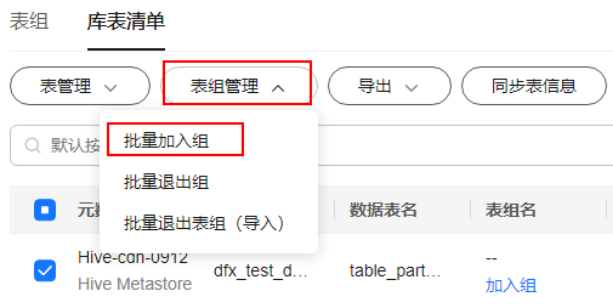 表组 库表清单
表管理 表组管理 导出 同步表信息
默认按
批量加入组
批量退出组
批量退出表组（导入）
数据表名 表组名
Hive-cdn-0912 dfx_test_d... table_part... --
Hive Metastore 加入组